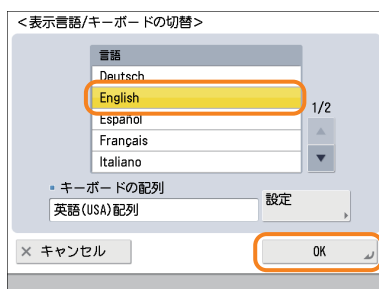 <表示言語/キーボードの切替>
言語
Deutsch
English
1/2
Español
Français
Italiano
キーボードの配列
英語(USA)配列
設定
× キャンセル
OK